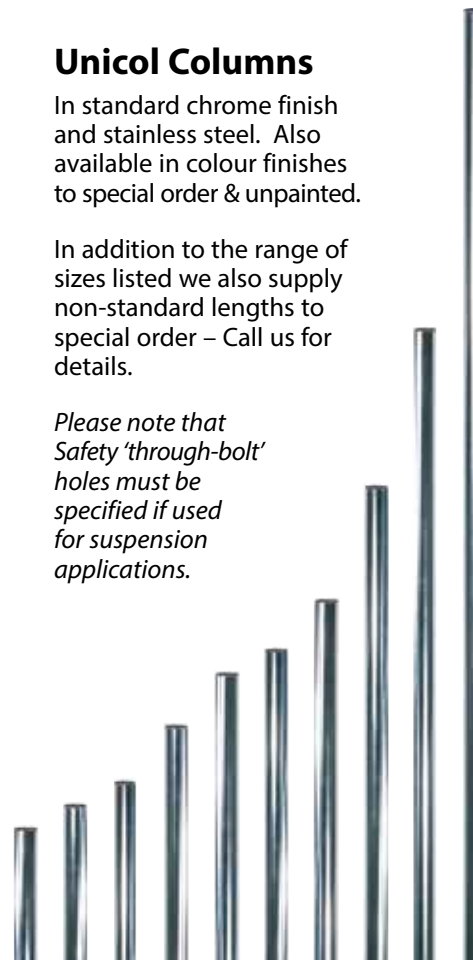 Unicol Columns
In standard chrome finish
and stainless steel.  Also
available in colour finishes
to special order & unpainted.
In addition to the range of
sizes listed we also supply
non-standard lengths to
special order – Call us for
details.
Please note that
Safety ‘through-bolt’
holes must be
specified if used
for suspension
applications.